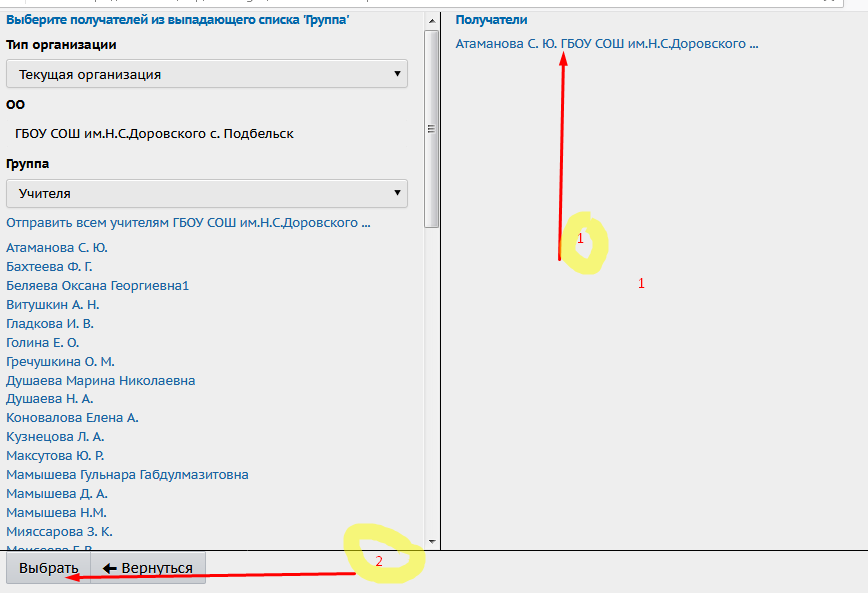 Выберите получателей из выпадающего списка 'Группа'
Тип организации
Текущая организация
ОО
ГБОУ СОШ им.Н.С.Доровского с. Подбельск
Группа
Учителя
Отправить всем учителям ГБОУ СОШ им.Н.С.Доровского ...
Атаманова С. Ю.
Бахтеева Ф. Г.
Беляева Оксана Георгиевна1
Витушкин А. Н.
Гладкова И. В.
Голина Е. О.
Гречушкина О. М.
Душаева Марина Николаевна
Душаева Н. А.
Коновалова Елена А.
Кузнецова Л. А.
Максутова Ю. Р.
Мамышева Гульнара Габдулмазитовна
Мамышева Д. А.
Мамышева Н.М.
Мияссарова З. К.
Выбрать
Вернуться
2
Получатели
Атаманова С. Ю. ГБОУ СОШ им.Н.С.Доровского ...
1
1